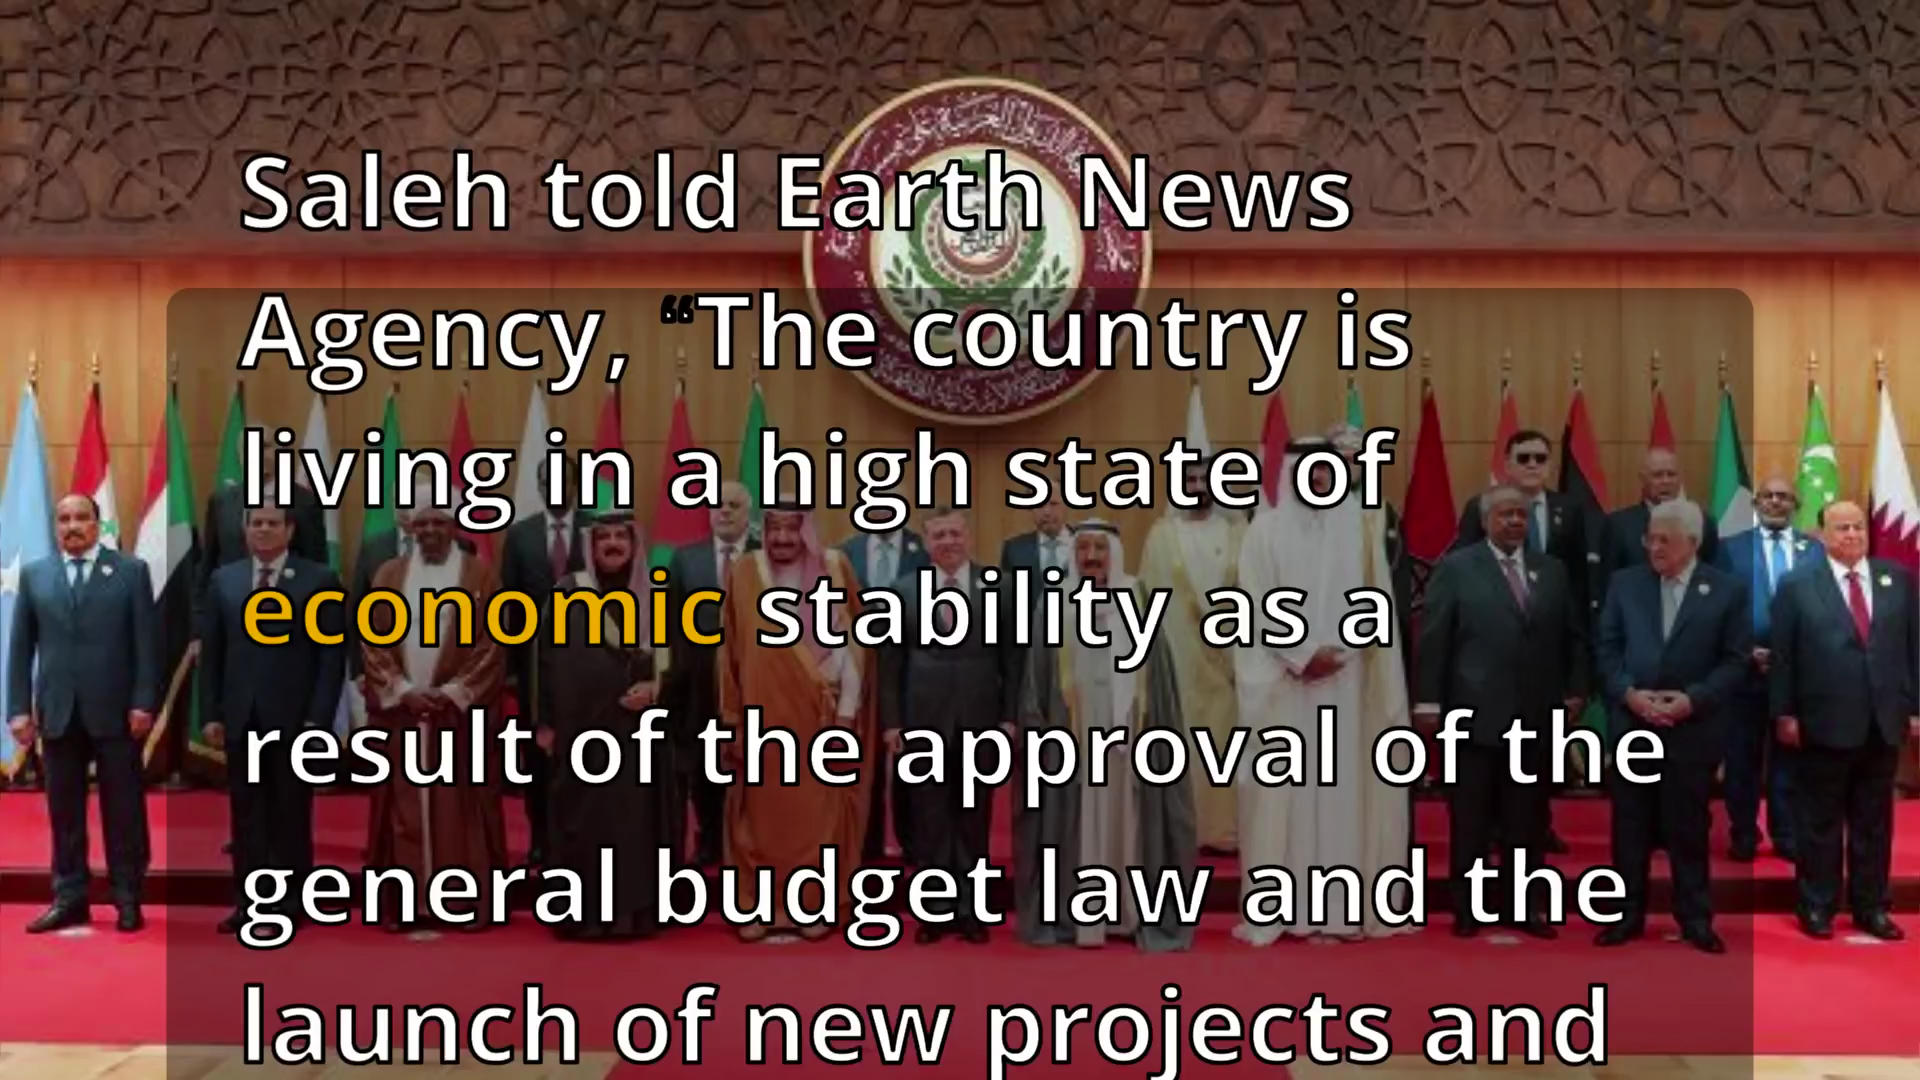 Saleh told Earth News
Agency, “The country is
living in a high state of
economic stability as a
result of the approval of the
general budget law and the
launch of new projects and